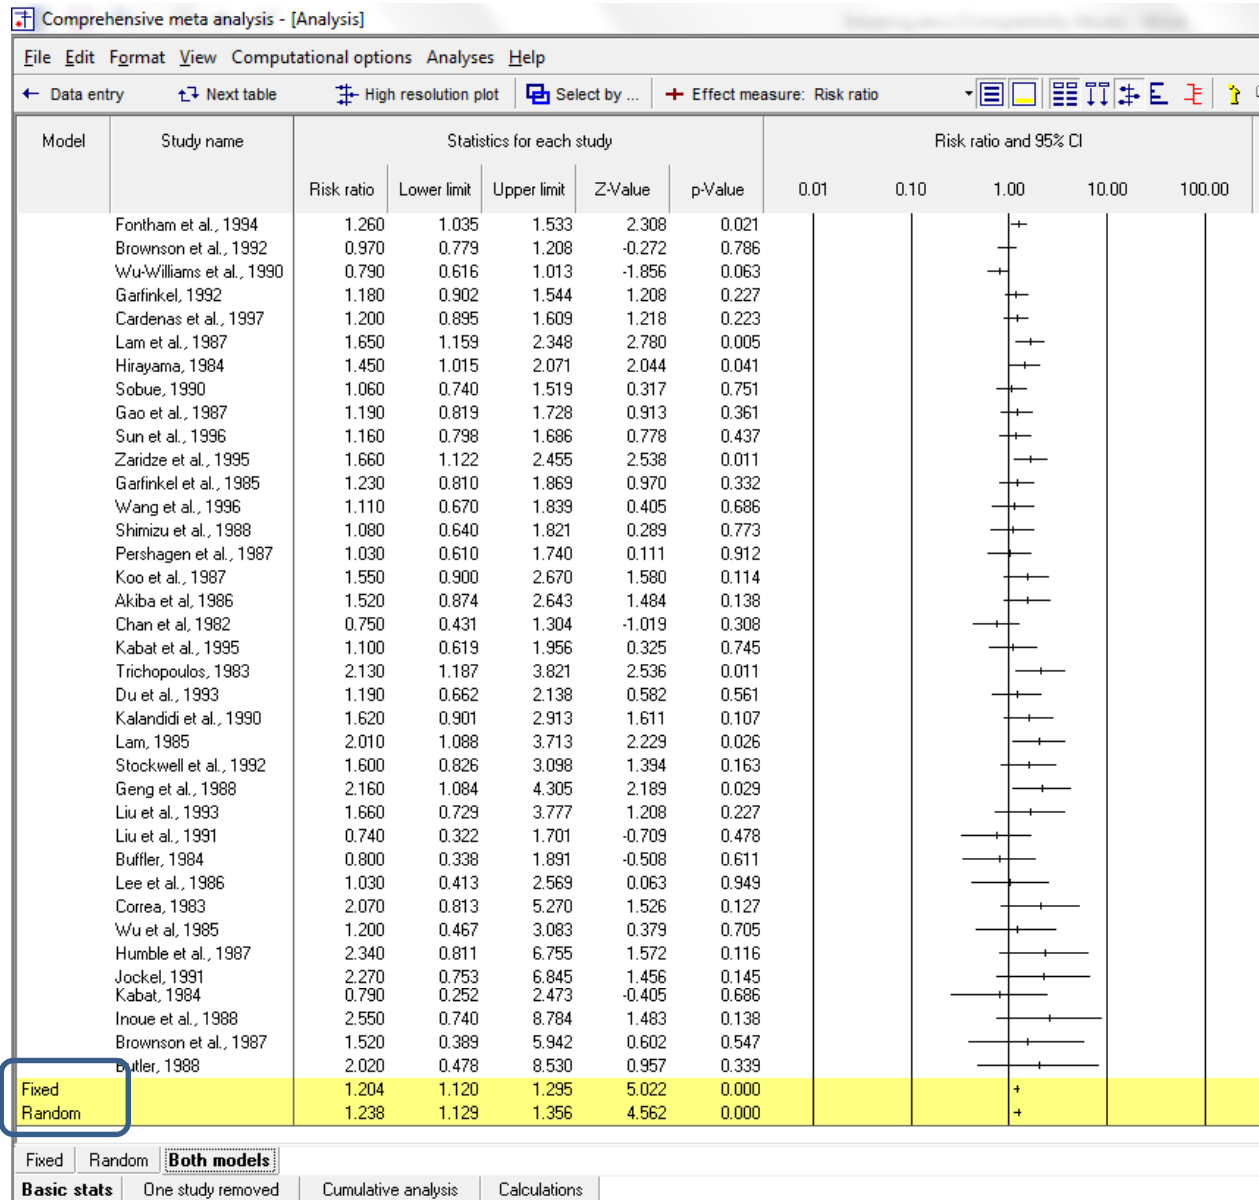 Comprehensive meta analysis - [Analysis]
File Edit Format View Computational options Analyses Help
Data entry Next table High resolution plot Select by ... Effect measure: Risk ratio
Model Study name Statistics for each study Risk ratio and 95% CI
Risk ratio Lower limit Upper limit Z-Value p-Value 0.01 0.10 1.00 10.00 100.00
Fontham et al., 1994 1.260 1.035 1.533 2.308 0.021
Brownson et al., 1992 0.970 0.779 1.208 -0.272 0.786
Wu-Williams et al., 1990 0.790 0.616 1.013 -1.856 0.063
Garfinkel, 1992 1.180 0.902 1.544 1.208 0.227
Cardenas et al., 1997 1.200 0.895 1.609 1.218 0.223
Lam et al., 1987 1.650 1.159 2.348 2.780 0.005
Hirayama, 1984 1.450 1.015 2.071 2.044 0.041
Sobue, 1990 1.060 0.740 1.519 0.317 0.751
Gao et al., 1987 1.190 0.819 1.728 0.913 0.361
Sun et al., 1996 1.160 0.798 1.686 0.778 0.437
Zaridze et al., 1995 1.660 1.122 2.455 2.538 0.011
Garfinkel et al., 1985 1.230 0.810 1.869 0.970 0.332
Wang et al., 1996 1.110 0.670 1.839 0.405 0.686
Shimizu et al., 1988 1.080 0.640 1.821 0.289 0.773
Pershagen et al., 1987 1.030 0.610 1.740 0.111 0.912
Koo et al., 1987 1.550 0.900 2.670 1.580 0.114
Akiba et al, 1986 1.520 0.874 2.643 1.484 0.138
Chan et al, 1982 0.750 0.431 1.304 -1.019 0.308
Kabat et al., 1995 1.100 0.619 1.956 0.325 0.745
Trichopoulos, 1983 2.130 1.187 3.821 2.536 0.011
Du et al., 1993 1.190 0.662 2.138 0.582 0.561
Kalandidi et al., 1990 1.620 0.901 2.913 1.611 0.107
Lam, 1985 2.010 1.088 3.713 2.229 0.026
Stockwell et al., 1992 1.600 0.826 3.098 1.394 0.163
Geng et al., 1988 2.160 1.084 4.305 2.189 0.029
Liu et al., 1993 1.660 0.729 3.777 1.208 0.227
Liu et al., 1991 0.740 0.322 1.701 -0.709 0.478
Buffler, 1984 0.800 0.338 1.891 -0.508 0.611
Lee et al., 1986 1.030 0.413 2.569 0.063 0.949
Correa, 1983 2.070 0.813 5.270 1.526 0.127
Wu et al, 1985 1.200 0.467 3.083 0.379 0.705
Humble et al., 1987 2.340 0.811 6.755 1.572 0.116
Jockel, 1991 2.270 0.753 6.845 1.456 0.145
Kabat, 1984 0.790 0.252 2.473 -0.405 0.686
Inoue et al., 1988 2.550 0.740 8.784 1.483 0.138
Brownson et al., 1987 1.520 0.389 5.942 0.602 0.547
Butler, 1988 2.020 0.478 8.530 0.957 0.339
Fixed 1.204 1.120 1.295 5.022 0.000
Random 1.238 1.129 1.356 4.562 0.000
Fixed Random Both models
Basic stats One study removed Cumulative analysis Calculations